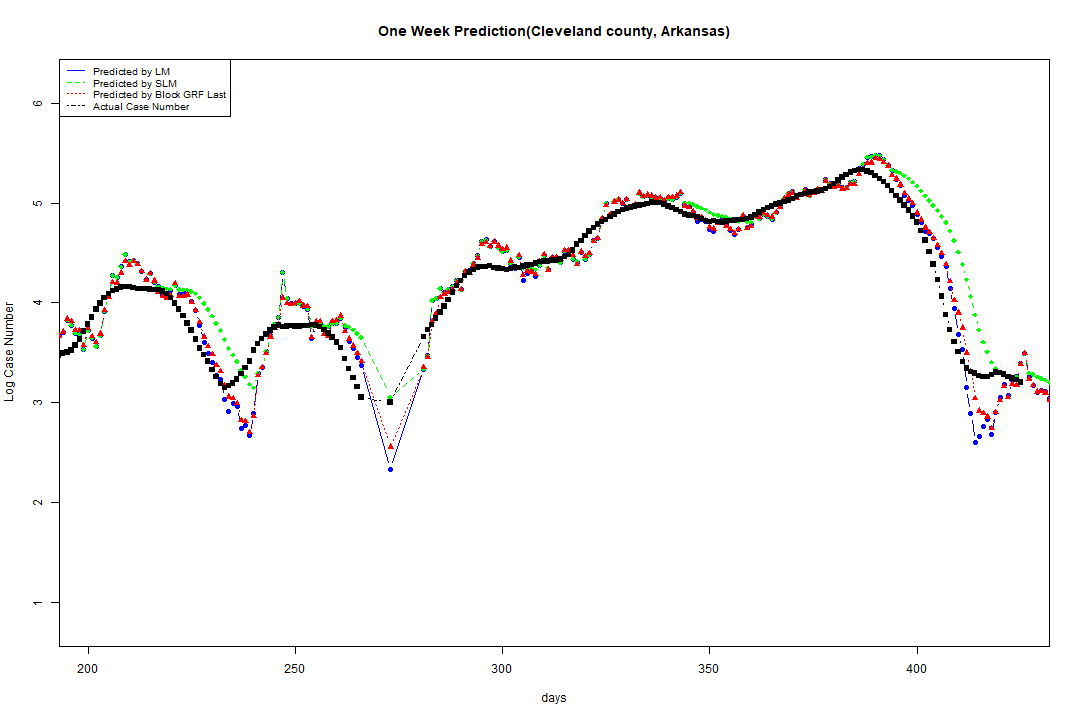 One Week Prediction(Cleveland county, Arkansas)
Predicted by LM
Predicted by SLM
Predicted by Block GRF Last
Actual Case Number
6
5
4
3
2
1
Log Case Number
200 250 300 350 400
days